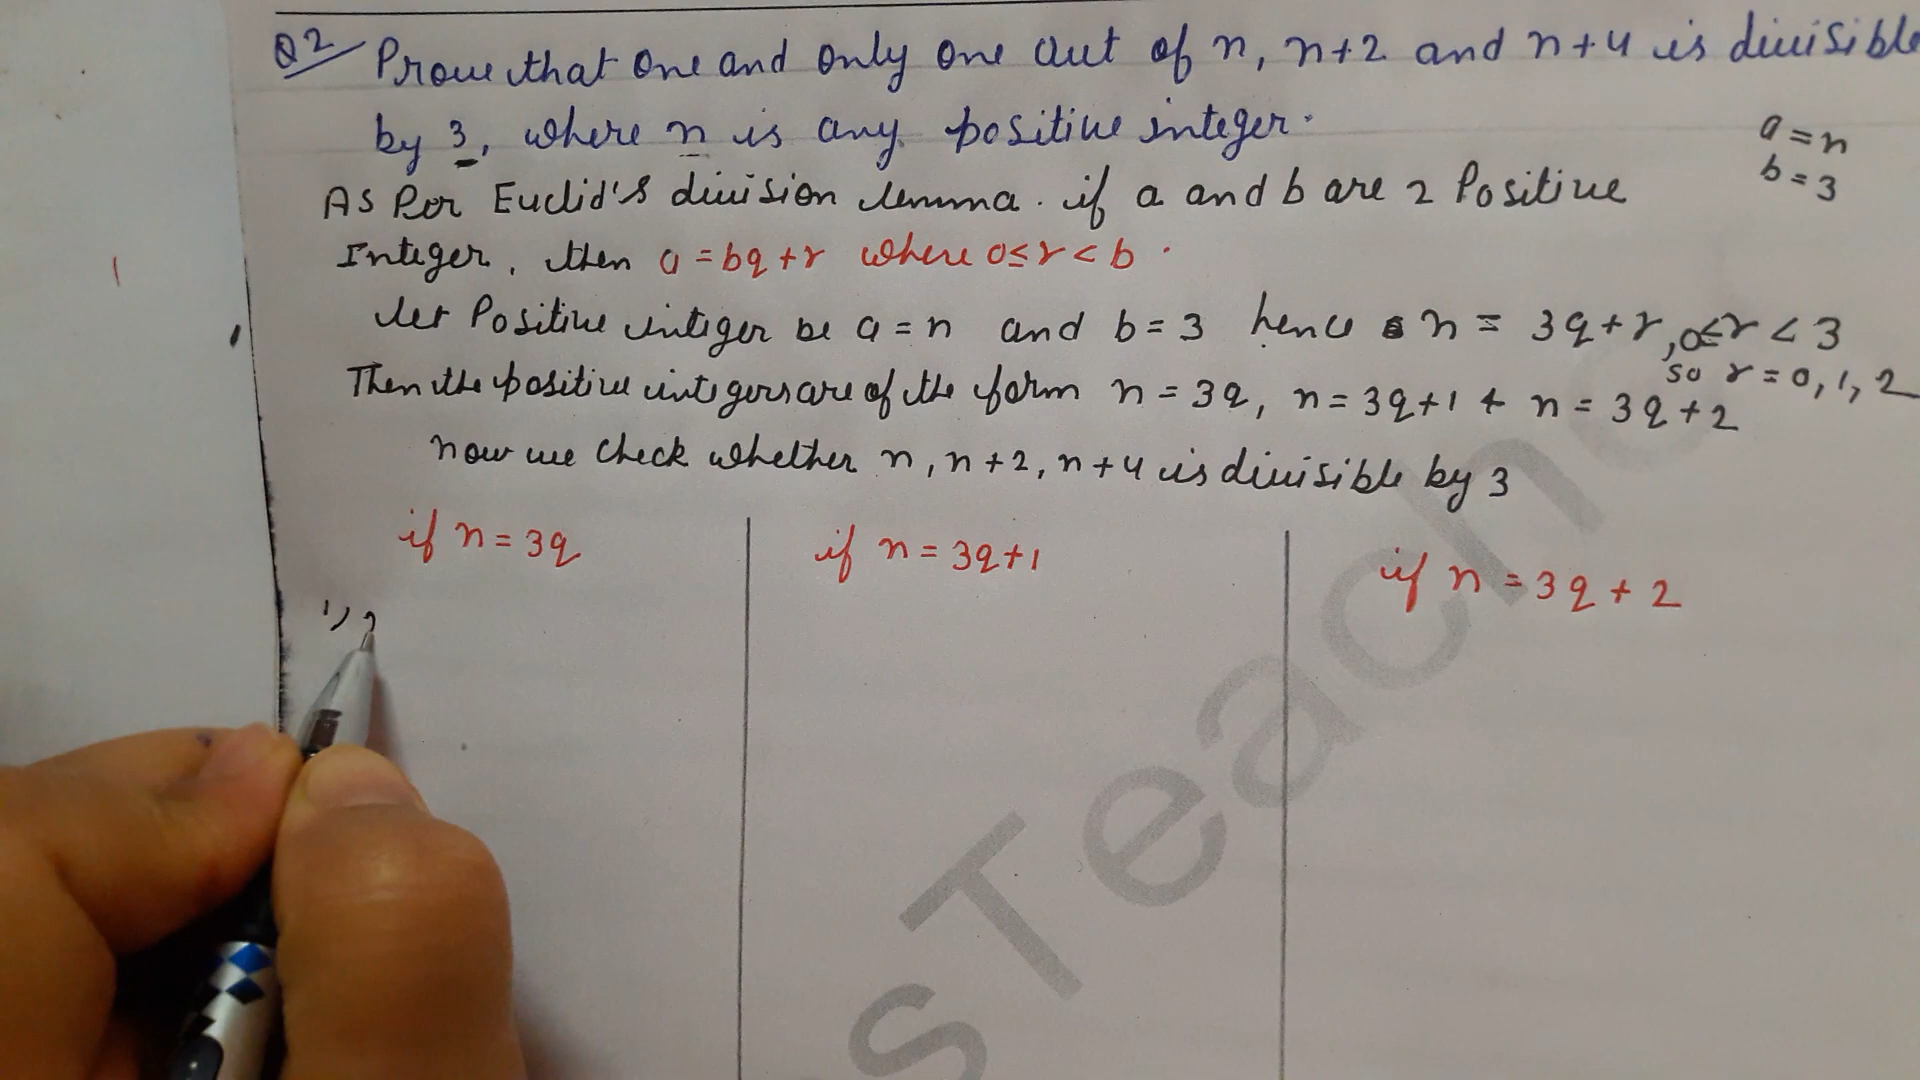 Q2 Prove that one and only one out of n, n+2 and n+4 is divisible
by 3, where n is any positive integer.
a = n
b = 3
As Per Euclid's division lemma. if a and b are 2 Positive
Integer, then a = bq + r where 0 ≤ r < b.
let Positive integer be a = n and b = 3 hence n = 3q + r, 0 ≤ r < 3
so r = 0, 1, 2
Then the positive integers are of the form n = 3q, n = 3q+1 & n = 3q+2
now we check whether n, n+2, n+4 is divisible by 3
if n = 3q
if n = 3q+1
if n = 3q + 2
1)
sTeach